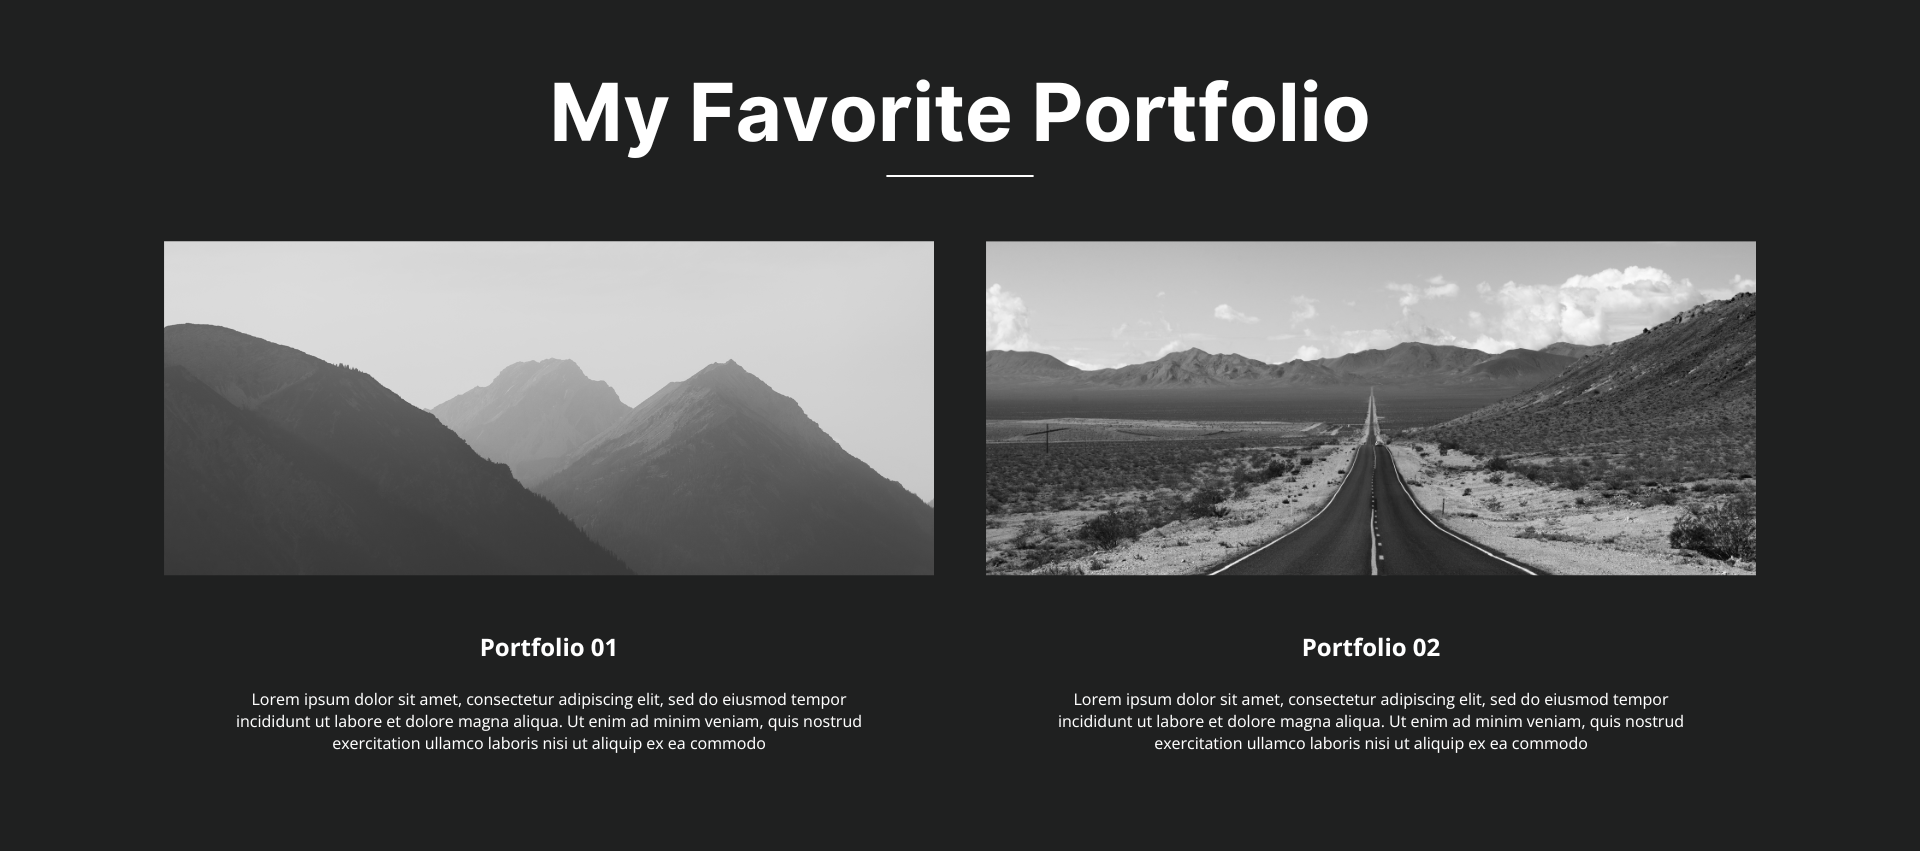 My Favorite Portfolio
Portfolio 01
Lorem ipsum dolor sit amet, consectetur adipiscing elit, sed do eiusmod tempor
incididunt ut labore et dolore magna aliqua. Ut enim ad minim veniam, quis nostrud
exercitation ullamco laboris nisi ut aliquip ex ea commodo
Portfolio 02
Lorem ipsum dolor sit amet, consectetur adipiscing elit, sed do eiusmod tempor
incididunt ut labore et dolore magna aliqua. Ut enim ad minim veniam, quis nostrud
exercitation ullamco laboris nisi ut aliquip ex ea commodo